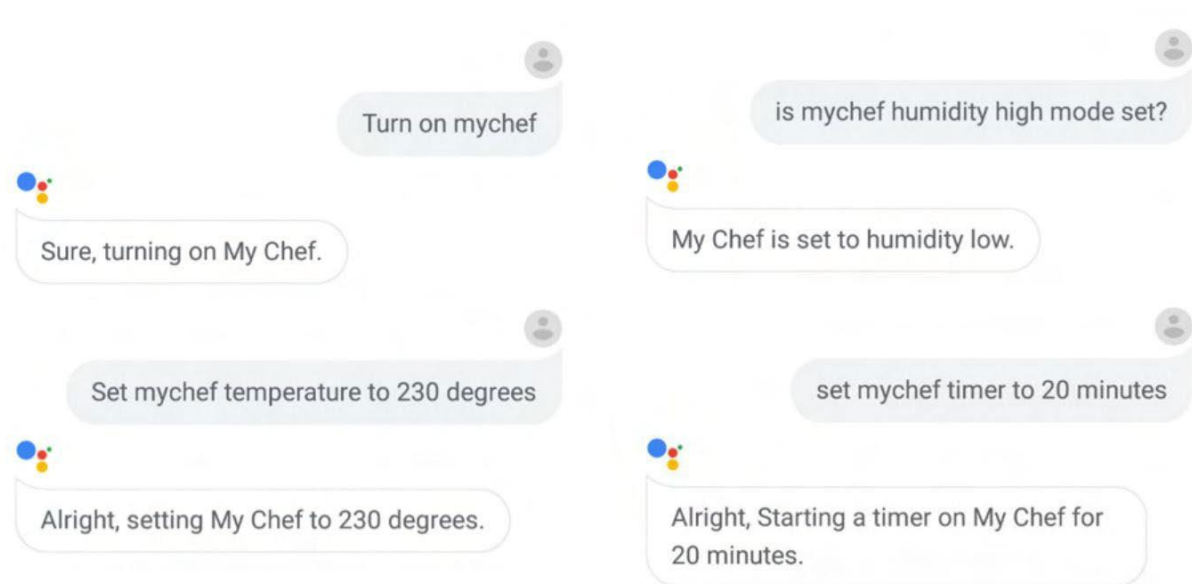 Turn on mychef
Sure, turning on My Chef.
Set mychef temperature to 230 degrees
Alright, setting My Chef to 230 degrees.
is mychef humidity high mode set?
My Chef is set to humidity low.
set mychef timer to 20 minutes
Alright, Starting a timer on My Chef for
20 minutes.